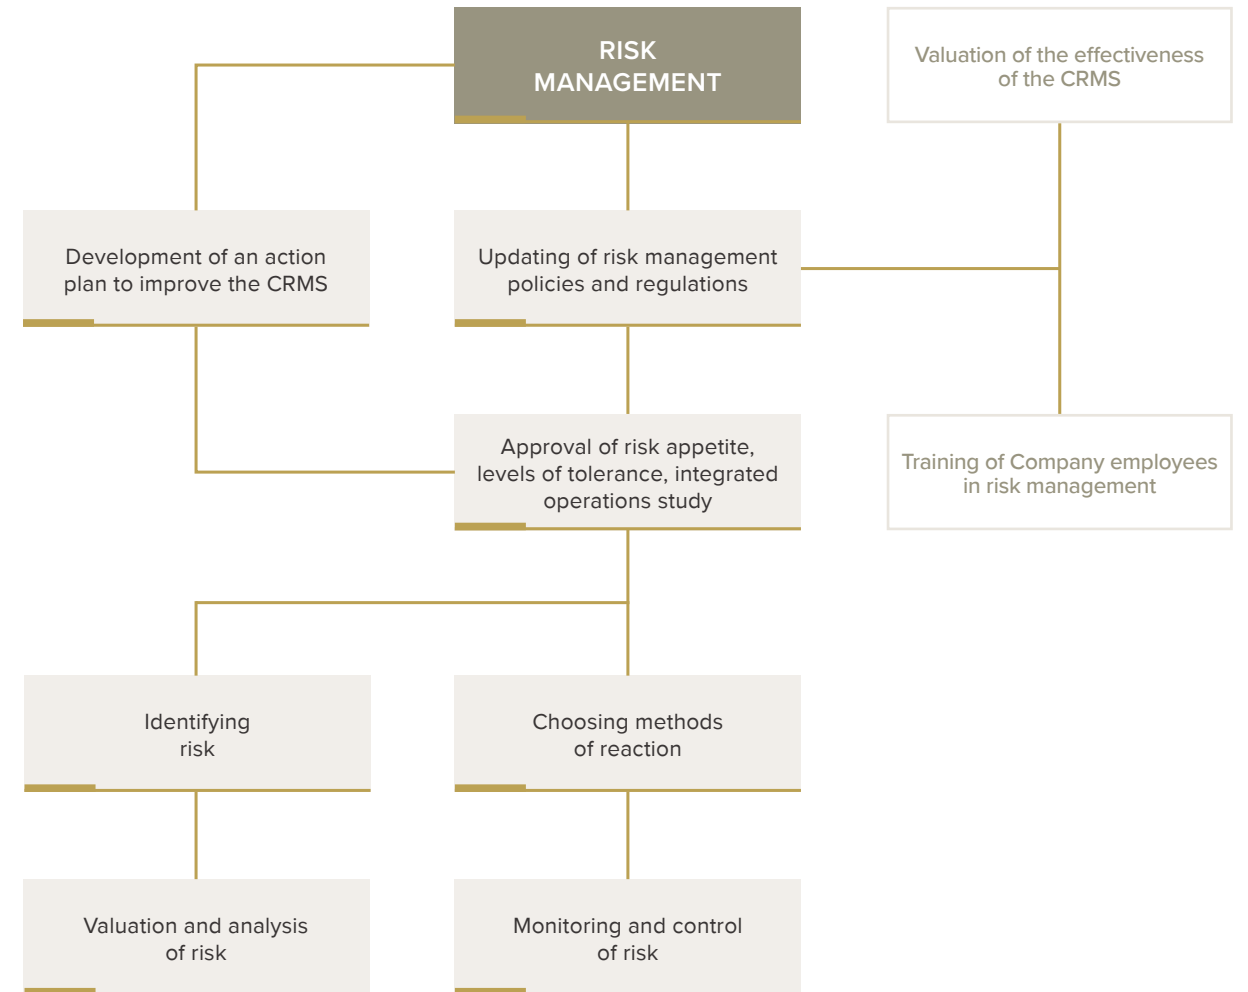 RISK
MANAGEMENT
Valuation of the effectiveness
of the CRMS
Development of an action
plan to improve the CRMS
Updating of risk management
policies and regulations
Approval of risk appetite,
levels of tolerance, integrated
operations study
Training of Company employees
in risk management
Identifying
risk
Choosing methods
of reaction
Valuation and analysis
of risk
Monitoring and control
of risk